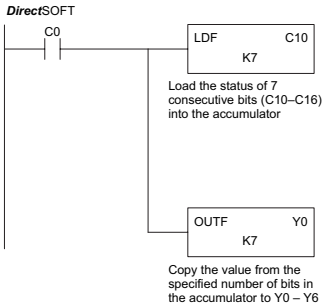 DirectSOFT
C0
LDF C10
K7
Load the status of 7
consecutive bits (C10–C16)
into the accumulator
OUTF Y0
K7
Copy the value from the
specified number of bits in
the accumulator to Y0 – Y6